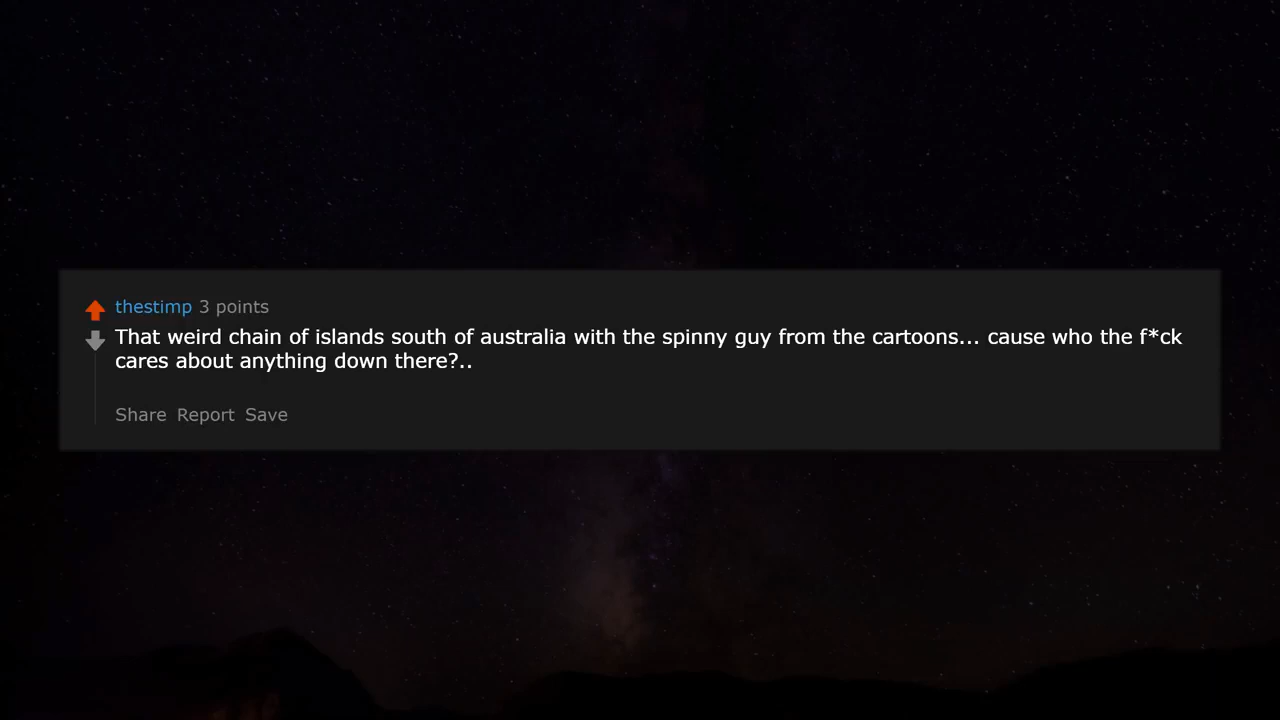 thestimp 3 points
That weird chain of islands south of australia with the spinny guy from the cartoons... cause who the f*ck
cares about anything down there?..
Share Report Save